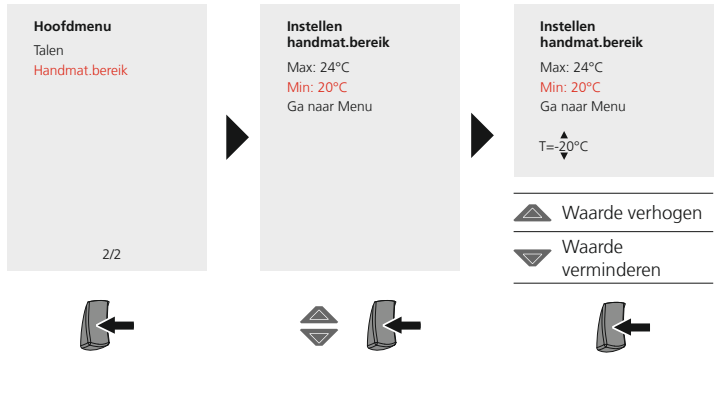 Hoofdmenu
Talen
Handmat.bereik
2/2
Instellen
handmat.bereik
Max: 24°C
Min: 20°C
Ga naar Menu
Instellen
handmat.bereik
Max: 24°C
Min: 20°C
Ga naar Menu
T=-20°C
Waarde verhogen
Waarde
verminderen